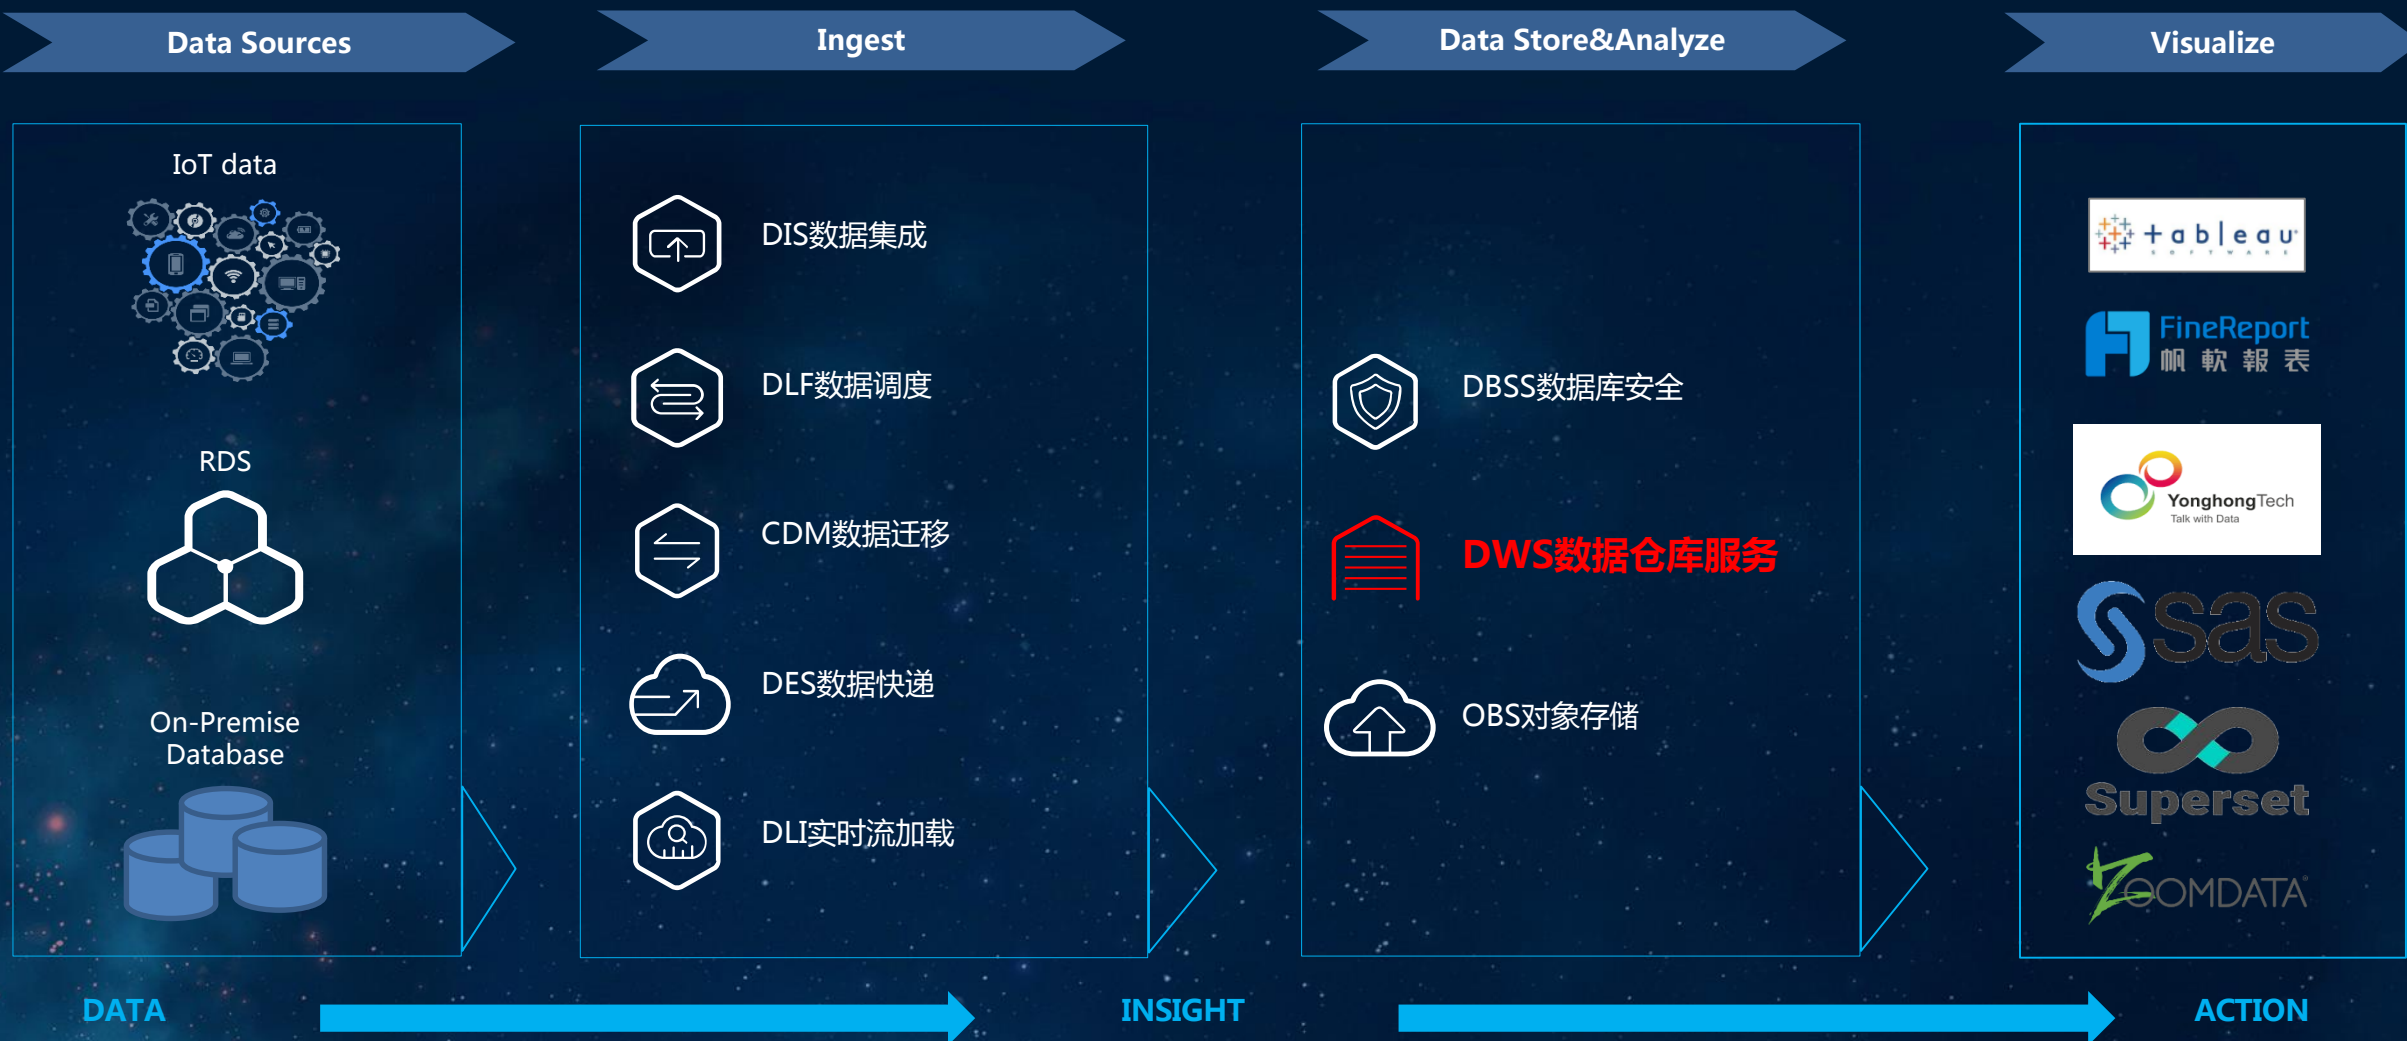 Data Sources
Ingest
Data Store&Analyze
Visualize
IoT data
RDS
On-Premise
Database
DIS数据集成
DLF数据调度
CDM数据迁移
DES数据快递
DLI实时流加载
DBSS数据库安全
DWS数据仓库服务
OBS对象存储
+ableau
SOFTWARE
FineReport
帆軟報表
YonghongTech
Talk with Data
sas
Superset
ZOOMDATA
DATA
INSIGHT
ACTION